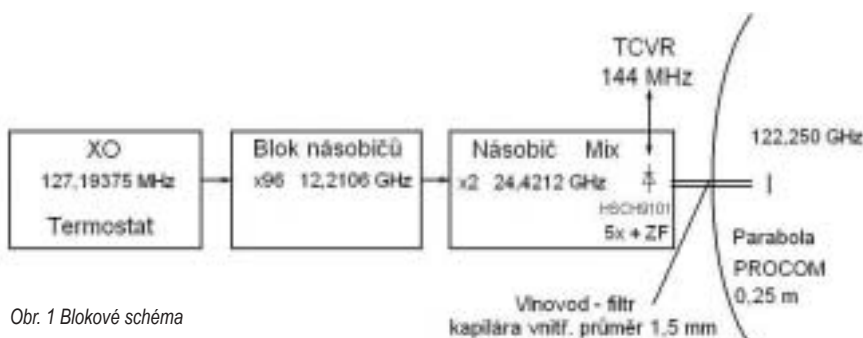 TCVR
144 MHz
XO
127,19375 MHz
Termostat
Blok násobičů
x96 12,2106 GHz
Násobič Mix
x2 24,4212 GHz
HSCH9101
5x + ZF
122,250 GHz
Parabola
PROCOM
0,25 m
Vlnovod - filtr
kapilára vnitř. průměr 1,5 mm
Obr. 1 Blokové schéma